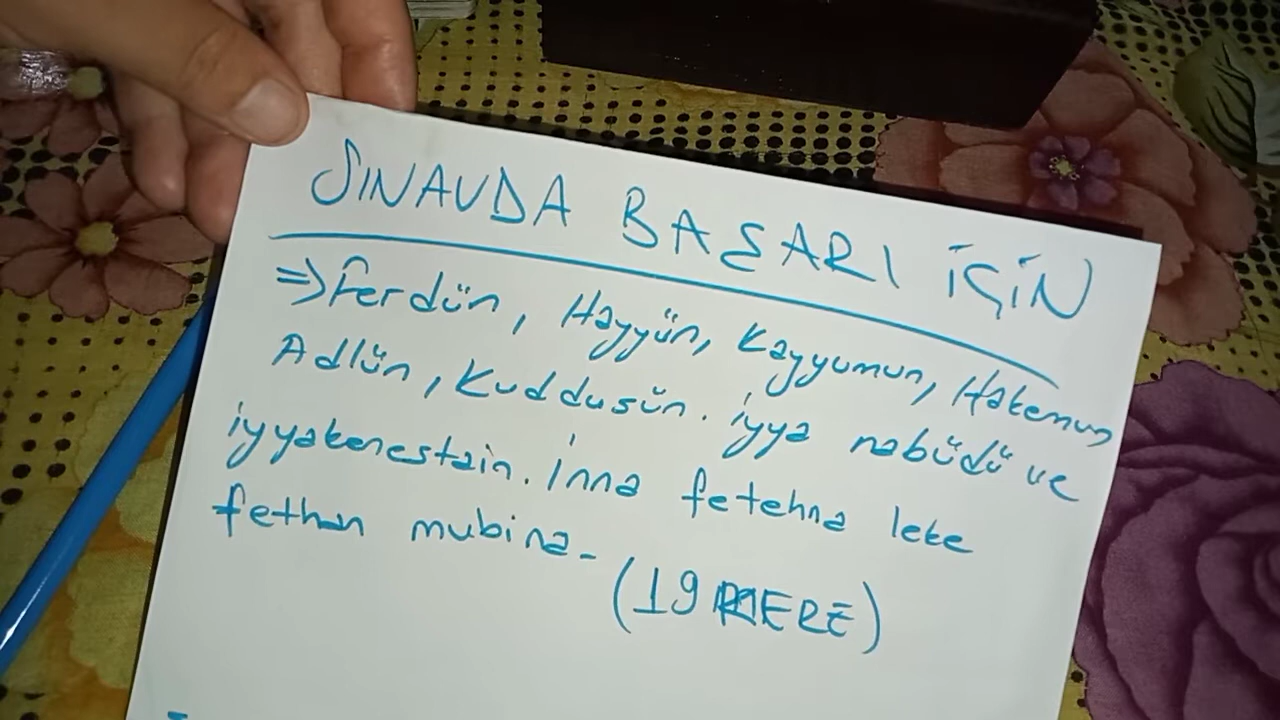 SINAVDA BAŞARI İÇİN
⇒ Ferdün, Hayyün, Kayyumun, Hakemun
Adlün, Kuddusün. İyya nabüdü ve
iyyakenestain. İnna fetehna leke
fethan mubina-
(19 MERE)